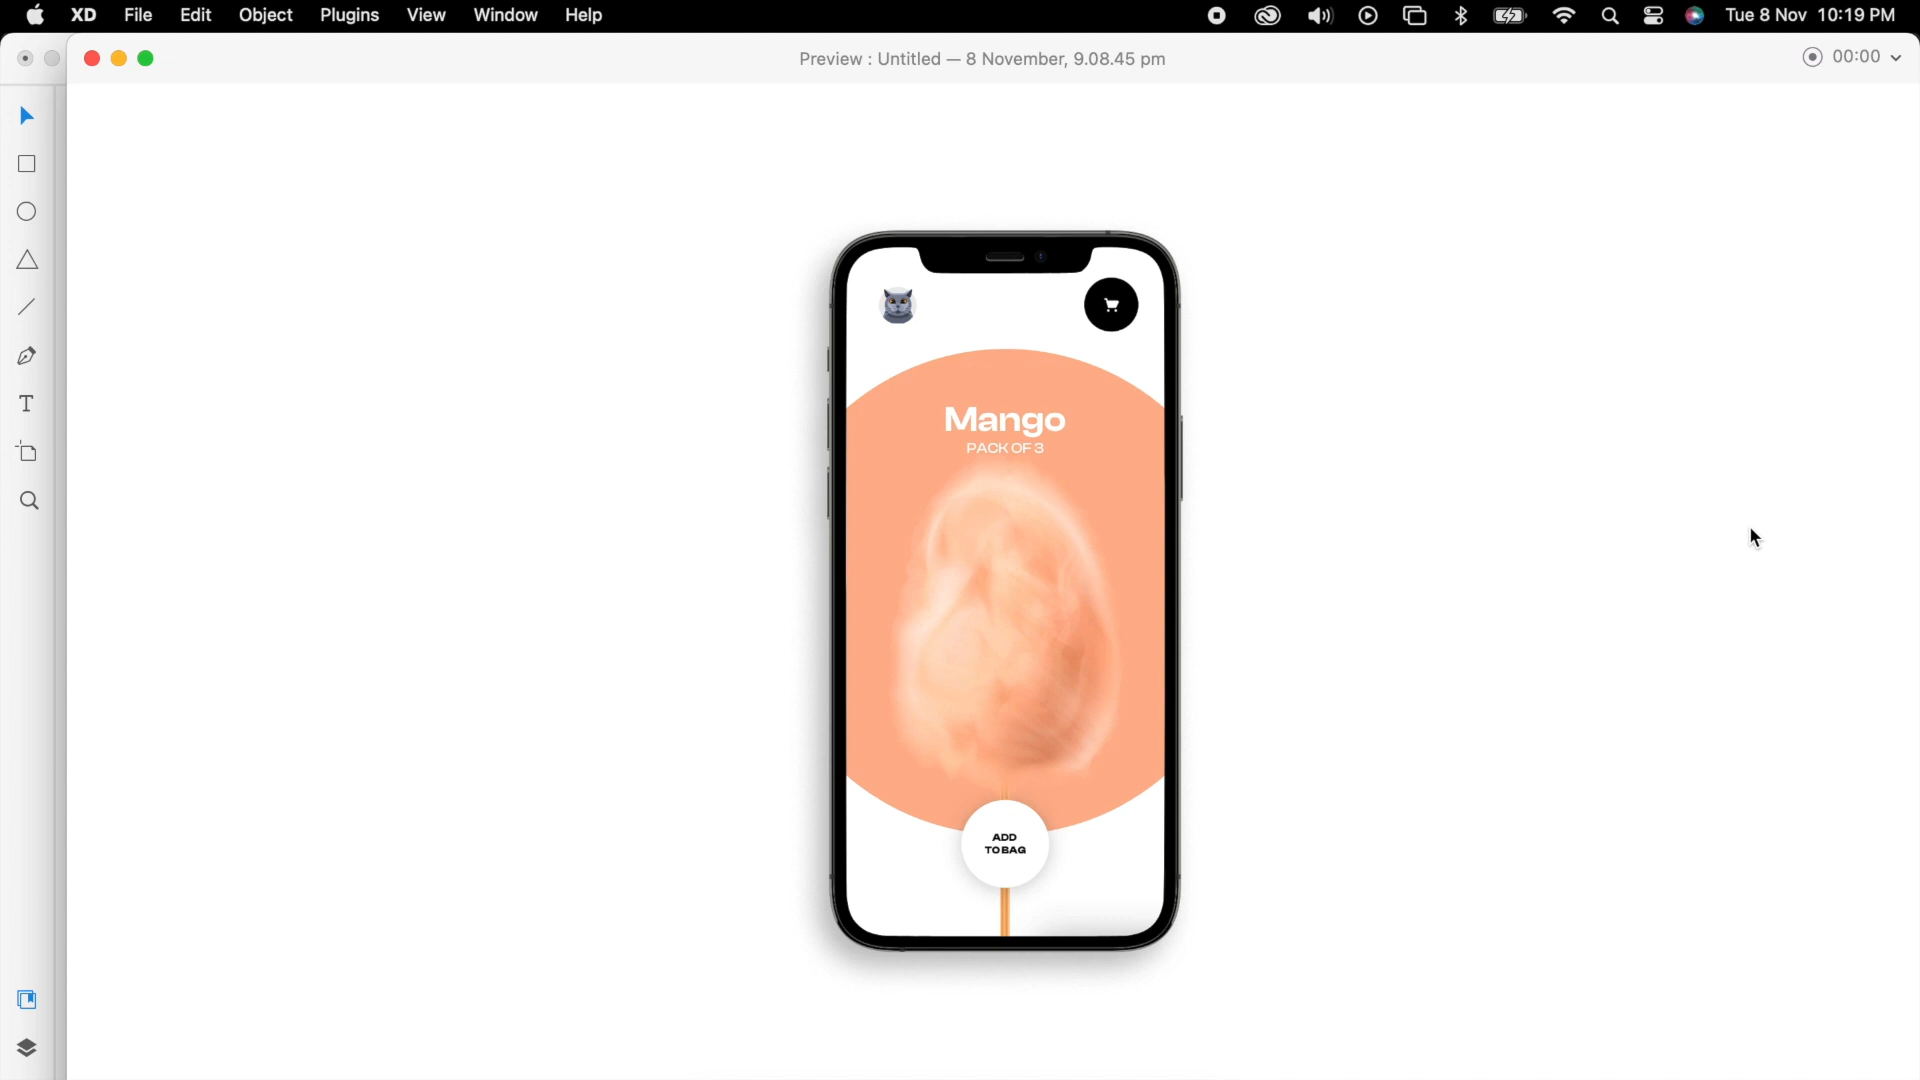 XD File Edit Object Plugins View Window Help Tue 8 Nov 10:19 PM
Preview : Untitled — 8 November, 9.08.45 pm 00:00
Mango
PACK OF 3
ADD
TO BAG